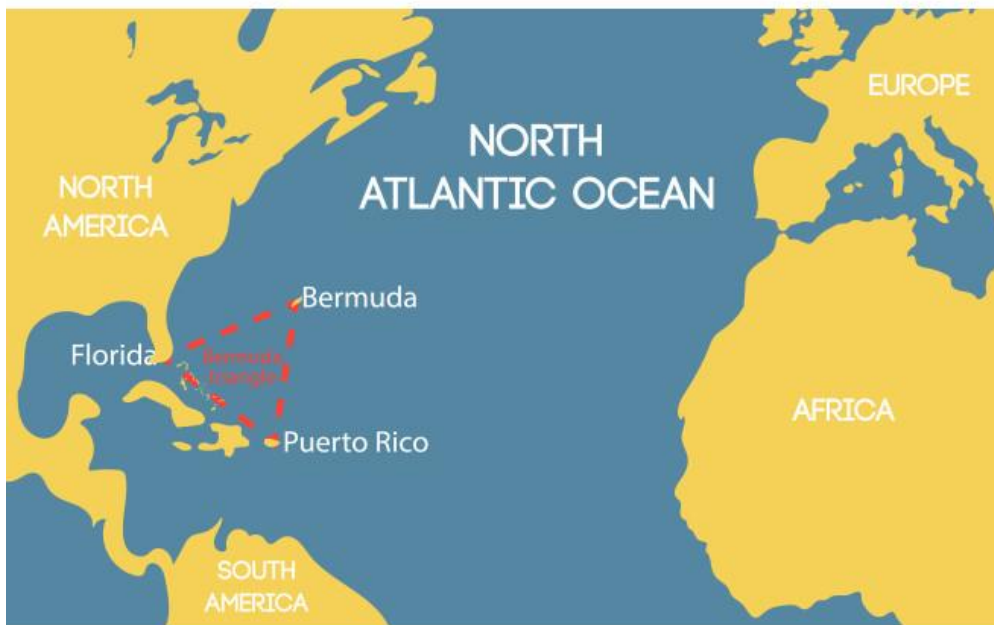 EUROPE
NORTH
ATLANTIC OCEAN
NORTH
AMERICA
Bermuda
Florida
Bermuda
triangle
AFRICA
Puerto Rico
SOUTH
AMERICA